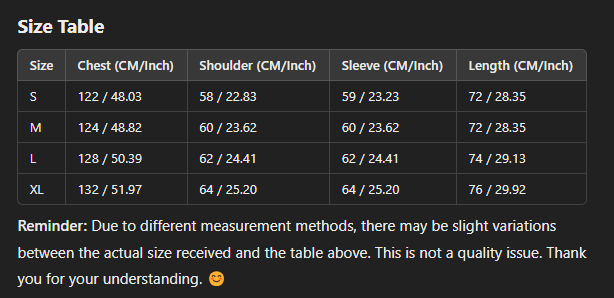 Size Table
Size Chest (CM/Inch) Shoulder (CM/Inch) Sleeve (CM/Inch) Length (CM/Inch)
S 122 / 48.03 58 / 22.83 59 / 23.23 72 / 28.35
M 124 / 48.82 60 / 23.62 60 / 23.62 72 / 28.35
L 128 / 50.39 62 / 24.41 62 / 24.41 74 / 29.13
XL 132 / 51.97 64 / 25.20 64 / 25.20 76 / 29.92
Reminder: Due to different measurement methods, there may be slight variations
between the actual size received and the table above. This is not a quality issue. Thank
you for your understanding. 😊